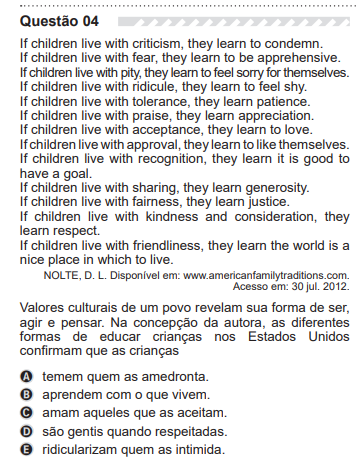 Questão 04
If children live with criticism, they learn to condemn.
If children live with fear, they learn to be apprehensive.
If children live with pity, they learn to feel sorry for themselves.
If children live with ridicule, they learn to feel shy.
If children live with tolerance, they learn patience.
If children live with praise, they learn appreciation.
If children live with acceptance, they learn to love.
If children live with approval, they learn to like themselves.
If children live with recognition, they learn it is good to
have a goal.
If children live with sharing, they learn generosity.
If children live with fairness, they learn justice.
If children live with kindness and consideration, they
learn respect.
If children live with friendliness, they learn the world is a
nice place in which to live.
NOLTE, D. L. Disponível em: www.americanfamilytraditions.com.
Acesso em: 30 jul. 2012.
Valores culturais de um povo revelam sua forma de ser,
agir e pensar. Na concepção da autora, as diferentes
formas de educar crianças nos Estados Unidos
confirmam que as crianças
A temem quem as amedronta.
B aprendem com o que vivem.
C amam aqueles que as aceitam.
D são gentis quando respeitadas.
E ridicularizam quem as intimida.